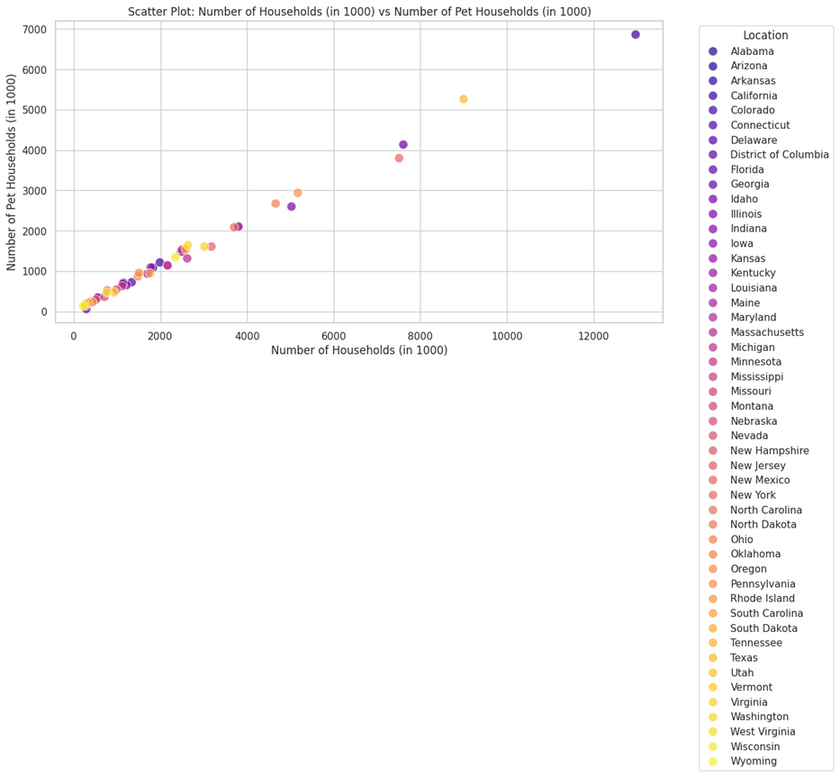 Scatter Plot: Number of Households (in 1000) vs Number of Pet Households (in 1000)
Number of Pet Households (in 1000)
7000
6000
5000
4000
3000
2000
1000
0
0 2000 4000 6000 8000 10000 12000
Number of Households (in 1000)
Location
Alabama
Arizona
Arkansas
California
Colorado
Connecticut
Delaware
District of Columbia
Florida
Georgia
Idaho
Illinois
Indiana
Iowa
Kansas
Kentucky
Louisiana
Maine
Maryland
Massachusetts
Michigan
Minnesota
Mississippi
Missouri
Montana
Nebraska
Nevada
New Hampshire
New Jersey
New Mexico
New York
North Carolina
North Dakota
Ohio
Oklahoma
Oregon
Pennsylvania
Rhode Island
South Carolina
South Dakota
Tennessee
Texas
Utah
Vermont
Virginia
Washington
West Virginia
Wisconsin
Wyoming